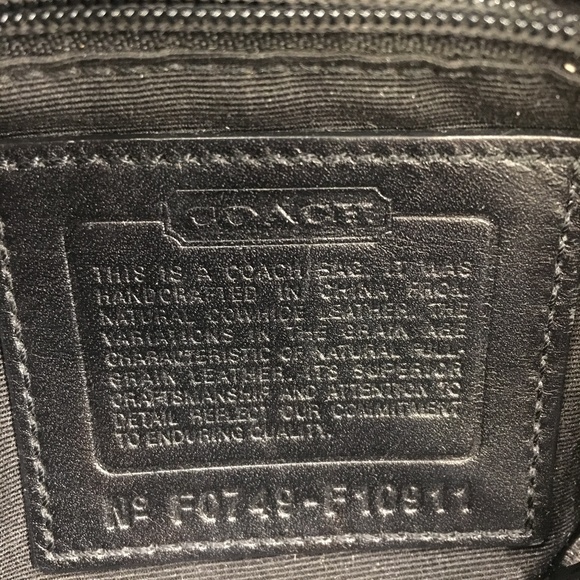 COACH
THIS IS A COACH BAG. IT WAS
HANDCRAFTED IN CHINA FROM
NATURAL COWHIDE LEATHER. THE
VARIATIONS IN THE GRAIN ARE
CHARACTERISTIC OF NATURAL FULL-
GRAIN LEATHER. ITS SUPERIOR
CRAFTSMANSHIP AND ATTENTION TO
DETAIL REFLECT OUR COMMITMENT
TO ENDURING QUALITY.
Nº F0749-F10911